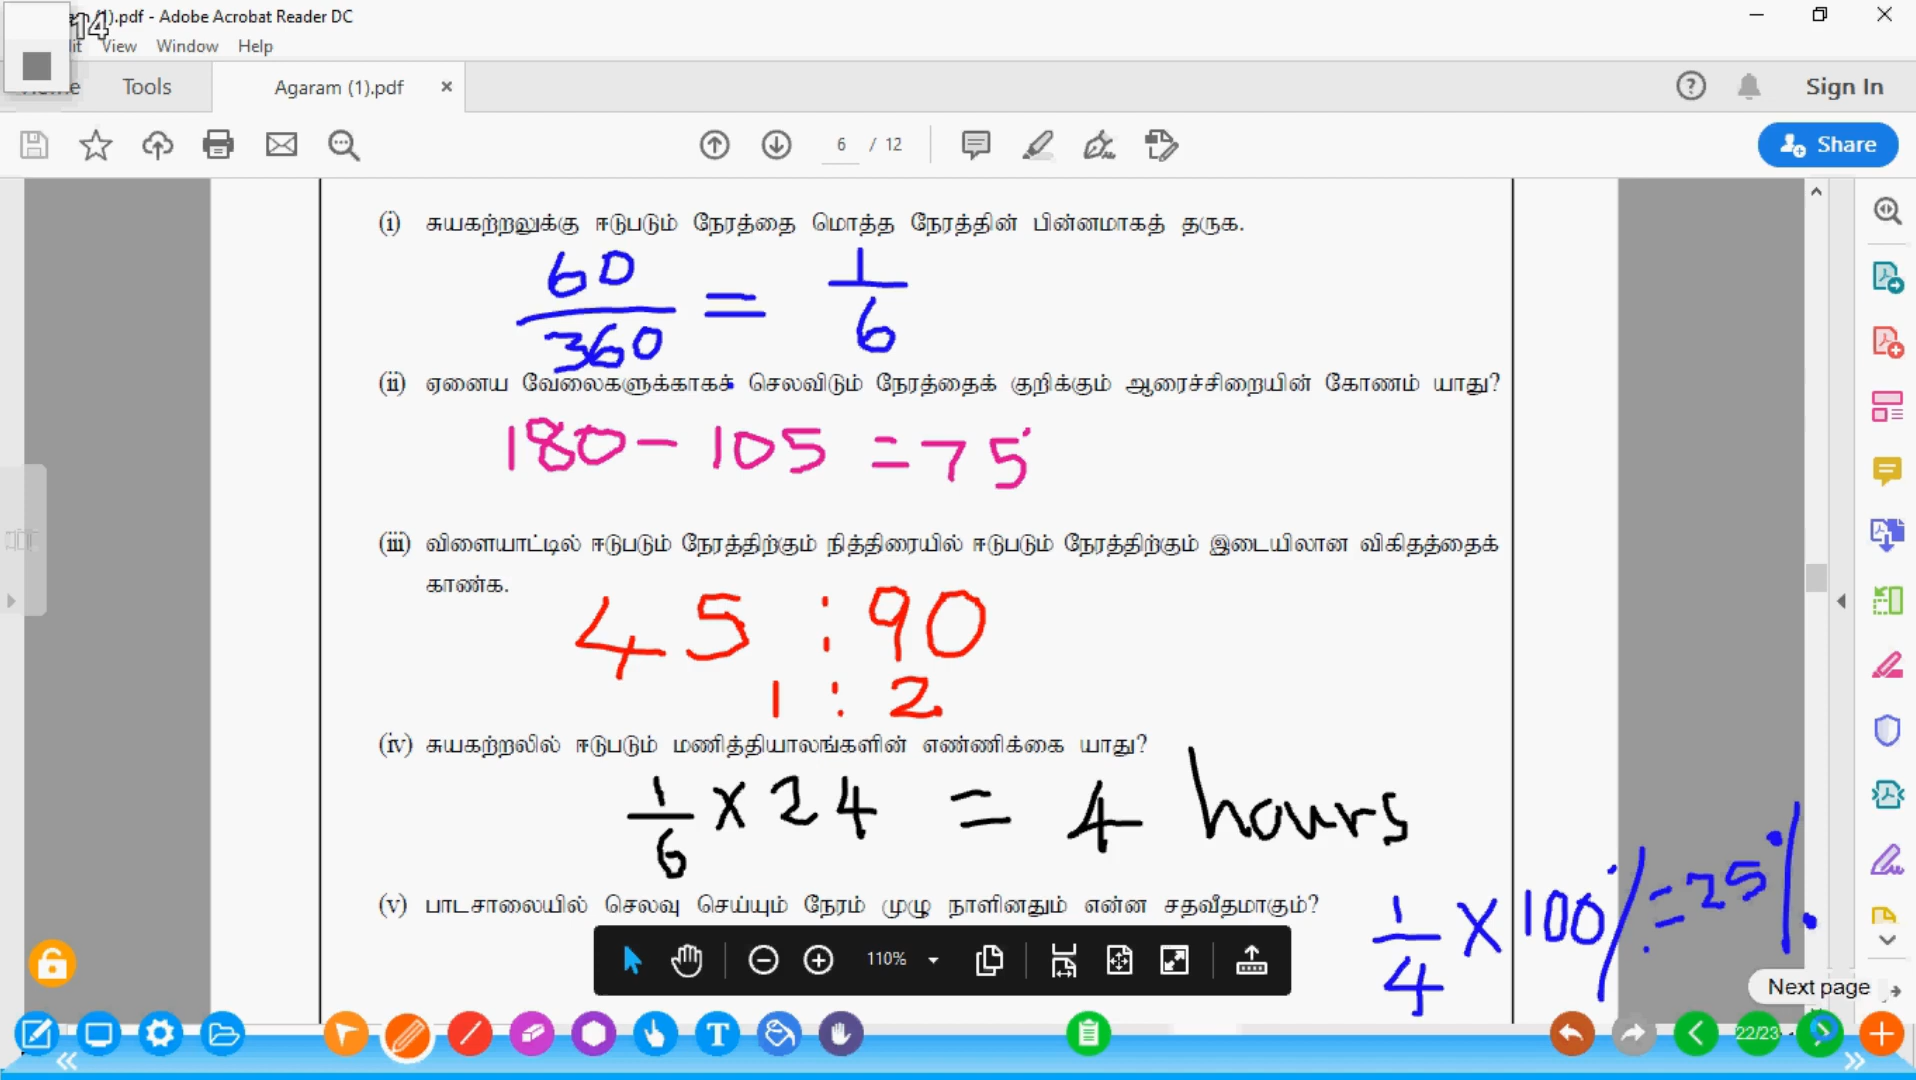 14
(1).pdf - Adobe Acrobat Reader DC
View Window Help
Tools Agaram (1).pdf × Sign In
6 / 12 Share
(i) சுயகற்றலுக்கு ஈடுபடும் நேரத்தை மொத்த நேரத்தின் பின்னமாகத் தருக.
60/360 = 1/6
(ii) ஏனைய வேலைகளுக்காகச் செலவிடும் நேரத்தைக் குறிக்கும் ஆரைச்சிறையின் கோணம் யாது?
180 - 105 = 75
(iii) விளையாட்டில் ஈடுபடும் நேரத்திற்கும் நித்திரையில் ஈடுபடும் நேரத்திற்கும் இடையிலான விகிதத்தைக்
காண்க.
45 : 90
1 : 2
(iv) சுயகற்றலில் ஈடுபடும் மணித்தியாலங்களின் எண்ணிக்கை யாது?
1/6 × 24 = 4 hours
(v) பாடசாலையில் செலவு செய்யும் நேரம் முழு நாளினதும் என்ன சதவீதமாகும்?
1/4 × 100% = 25%
110%
Next page
22/23